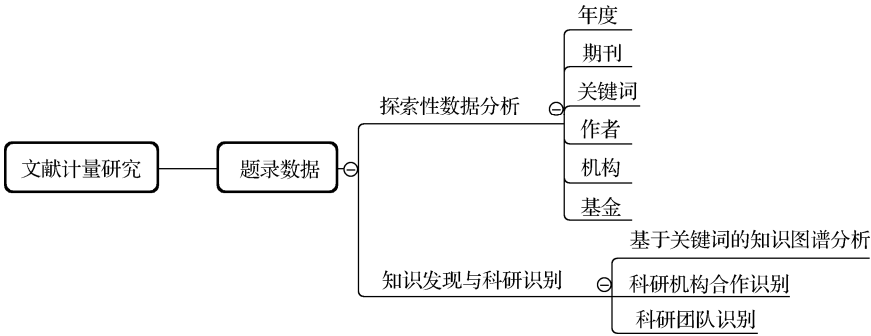 文献计量研究
题录数据
探索性数据分析
年度
期刊
关键词
作者
机构
基金
知识发现与科研识别
基于关键词的知识图谱分析
科研机构合作识别
科研团队识别